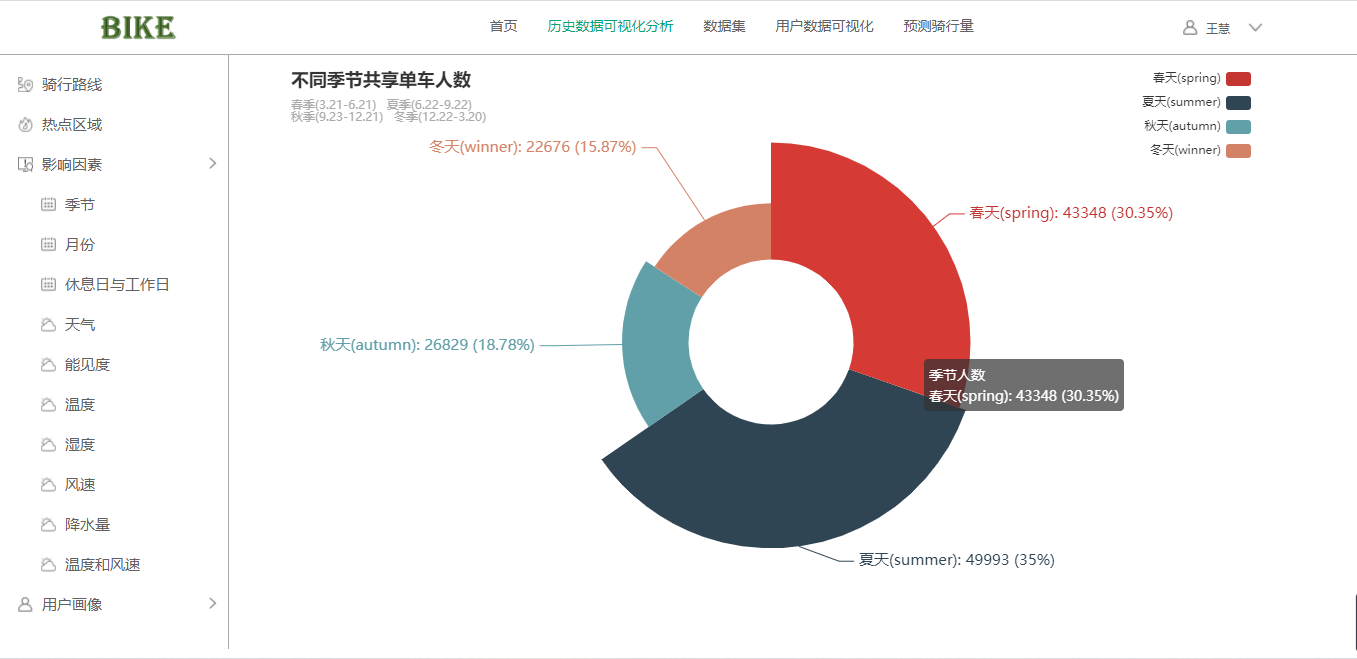 BIKE
首页 历史数据可视化分析 数据集 用户数据可视化 预测骑行量
王慧
骑行路线
热点区域
影响因素
季节
月份
休息日与工作日
天气
能见度
温度
湿度
风速
降水量
温度和风速
用户画像
不同季节共享单车人数
春季(3.21-6.21) 夏季(6.22-9.22)
秋季(9.23-12.21) 冬季(12.22-3.20)
春天(spring)
夏天(summer)
秋天(autumn)
冬天(winner)
冬天(winner): 22676 (15.87%)
春天(spring): 43348 (30.35%)
秋天(autumn): 26829 (18.78%)
季节人数
春天(spring): 43348 (30.35%)
夏天(summer): 49993 (35%)